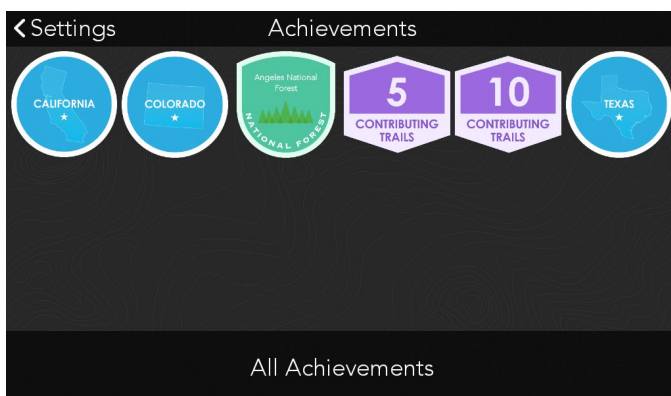 Settings
Achievements
CALIFORNIA
COLORADO
Angeles National
Forest
NATIONAL FOREST
5
CONTRIBUTING
TRAILS
10
CONTRIBUTING
TRAILS
TEXAS
All Achievements